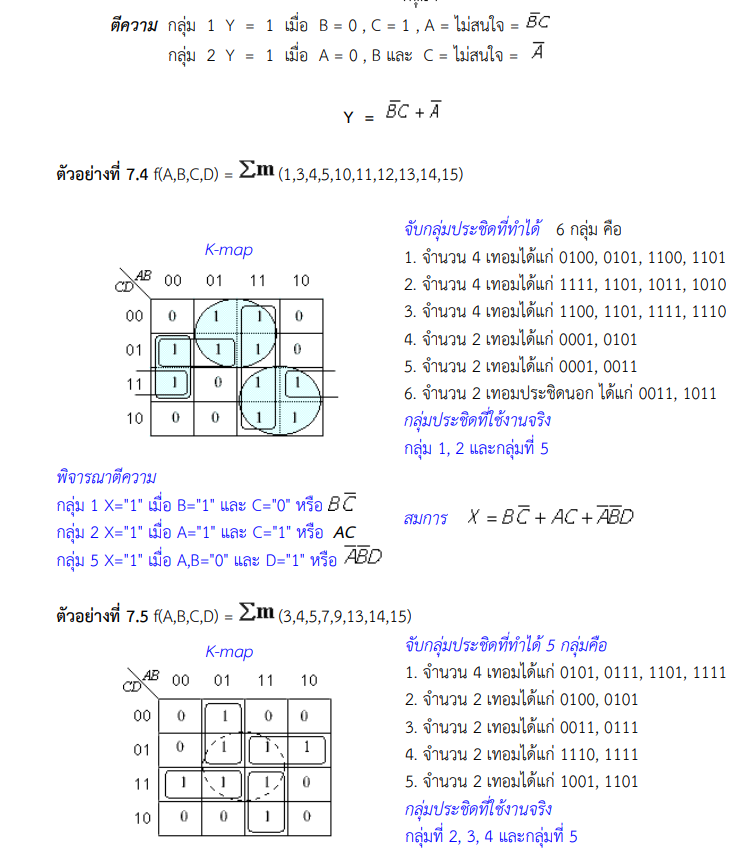 ตีความ กลุ่ม 1 Y = 1 เมื่อ B = 0 , C = 1 , A = ไม่สนใจ = B̅C
กลุ่ม 2 Y = 1 เมื่อ A = 0 , B และ C = ไม่สนใจ = A̅
Y = B̅C + A̅
ตัวอย่างที่ 7.4 f(A,B,C,D) = ∑m (1,3,4,5,10,11,12,13,14,15)
K-map
AB
CD
00 01 11 10
00 0 1 1 0
01 1 1 1 0
11 1 0 1 1
10 0 0 1 1
จับกลุ่มประชิดที่ทำได้ 6 กลุ่ม คือ
1. จำนวน 4 เทอมได้แก่ 0100, 0101, 1100, 1101
2. จำนวน 4 เทอมได้แก่ 1111, 1101, 1011, 1010
3. จำนวน 4 เทอมได้แก่ 1100, 1101, 1111, 1110
4. จำนวน 2 เทอมได้แก่ 0001, 0101
5. จำนวน 2 เทอมได้แก่ 0001, 0011
6. จำนวน 2 เทอมประชิดนอก ได้แก่ 0011, 1011
กลุ่มประชิดที่ใช้งานจริง
กลุ่ม 1, 2 และกลุ่มที่ 5
พิจารณาตีความ
กลุ่ม 1 X="1" เมื่อ B="1" และ C="0" หรือ BC̅
กลุ่ม 2 X="1" เมื่อ A="1" และ C="1" หรือ AC
กลุ่ม 5 X="1" เมื่อ A,B="0" และ D="1" หรือ A̅B̅D
สมการ X = BC̅ + AC + A̅B̅D
ตัวอย่างที่ 7.5 f(A,B,C,D) = ∑m (3,4,5,7,9,13,14,15)
K-map
AB
CD
00 01 11 10
00 0 1 0 0
01 0 1 1 1
11 1 1 1 0
10 0 0 1 0
จับกลุ่มประชิดที่ทำได้ 5 กลุ่มคือ
1. จำนวน 4 เทอมได้แก่ 0101, 0111, 1101, 1111
2. จำนวน 2 เทอมได้แก่ 0100, 0101
3. จำนวน 2 เทอมได้แก่ 0011, 0111
4. จำนวน 2 เทอมได้แก่ 1110, 1111
5. จำนวน 2 เทอมได้แก่ 1001, 1101
กลุ่มประชิดที่ใช้งานจริง
กลุ่มที่ 2, 3, 4 และกลุ่มที่ 5